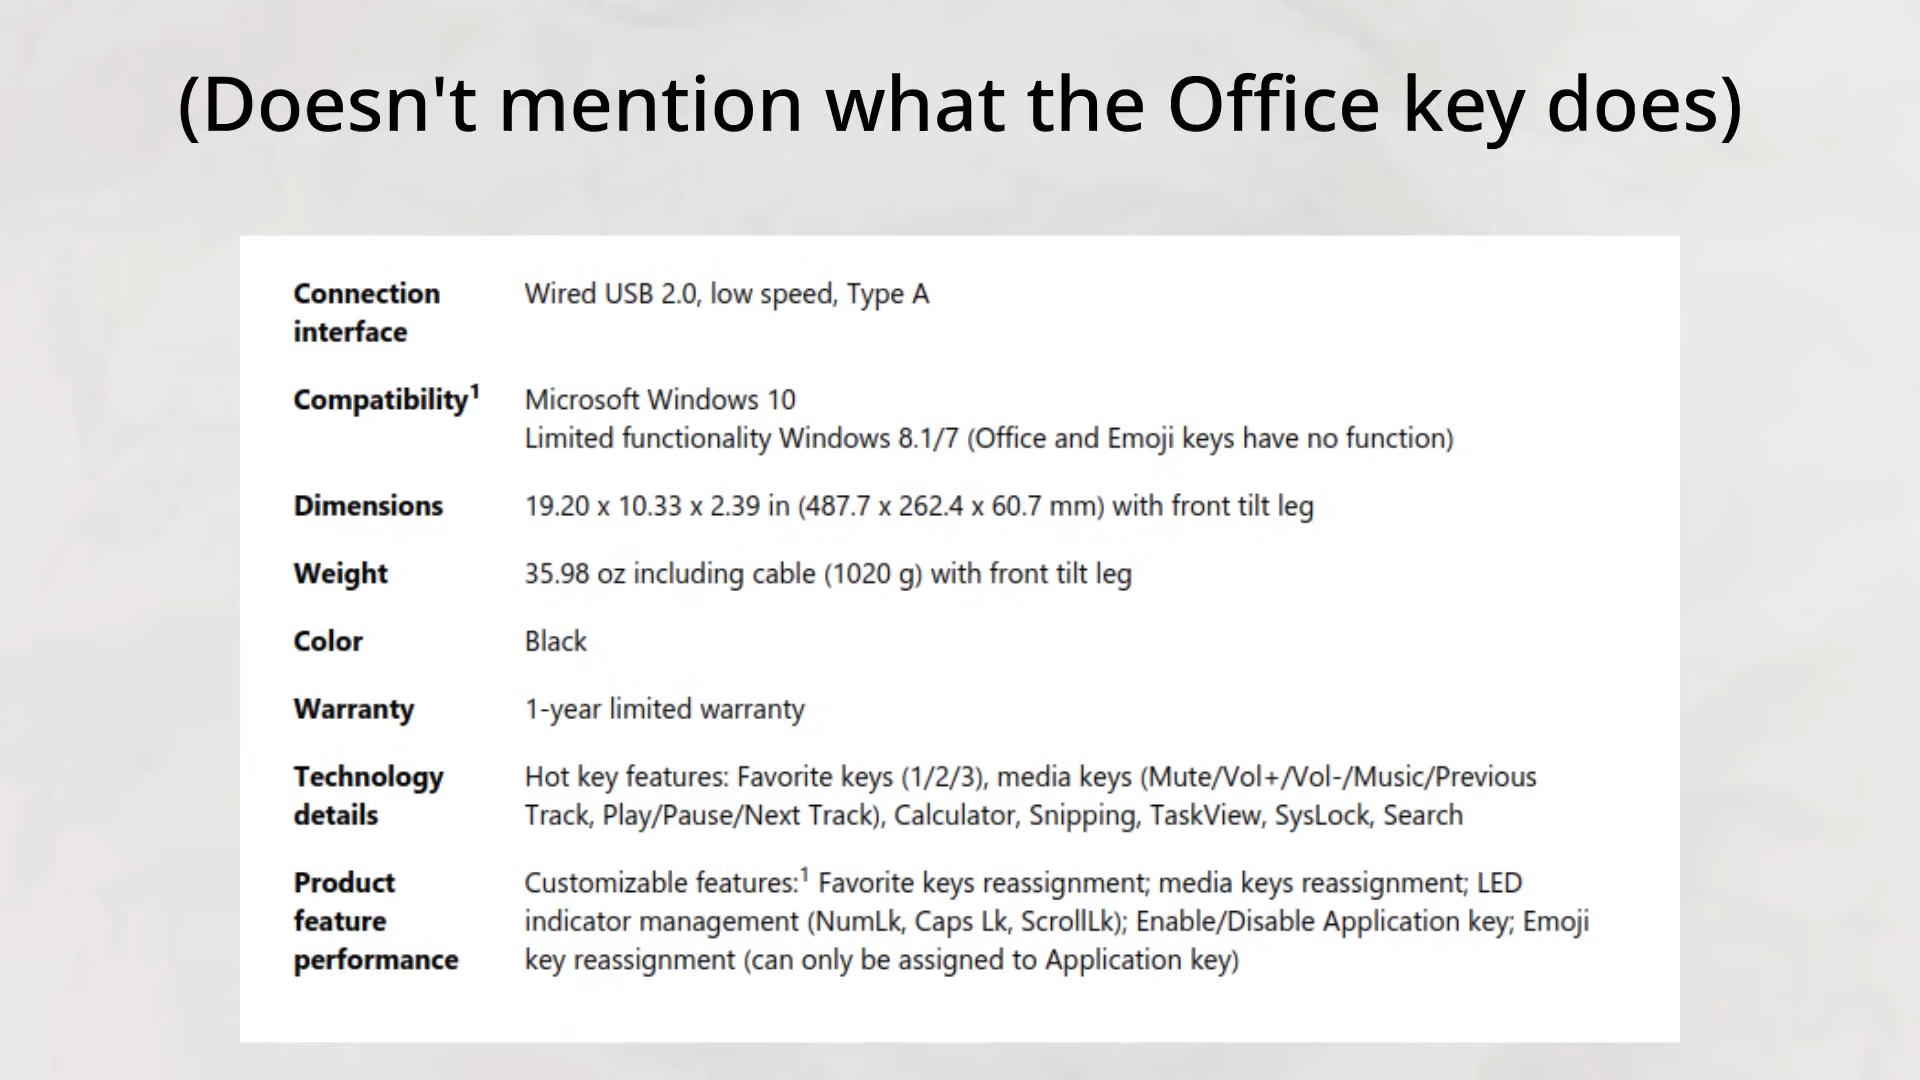 (Doesn't mention what the Office key does)
Connection interface
Wired USB 2.0, low speed, Type A
Compatibility¹
Microsoft Windows 10
Limited functionality Windows 8.1/7 (Office and Emoji keys have no function)
Dimensions
19.20 x 10.33 x 2.39 in (487.7 x 262.4 x 60.7 mm) with front tilt leg
Weight
35.98 oz including cable (1020 g) with front tilt leg
Color
Black
Warranty
1-year limited warranty
Technology details
Hot key features: Favorite keys (1/2/3), media keys (Mute/Vol+/Vol-/Music/Previous
Track, Play/Pause/Next Track), Calculator, Snipping, TaskView, SysLock, Search
Product feature performance
Customizable features:¹ Favorite keys reassignment; media keys reassignment; LED
indicator management (NumLk, Caps Lk, ScrollLk); Enable/Disable Application key; Emoji
key reassignment (can only be assigned to Application key)